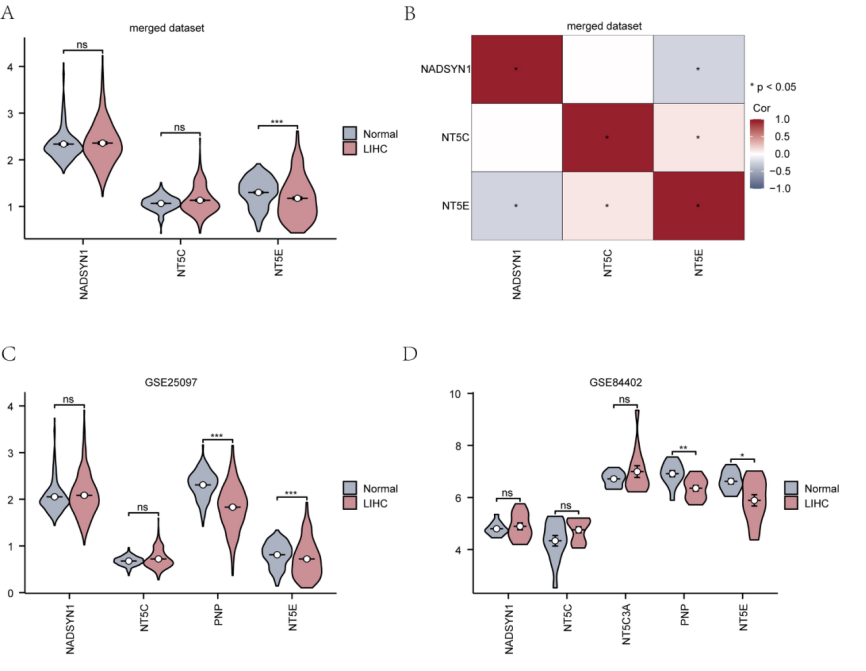 A
merged dataset
ns
ns
***
4
3
2
1
Normal
LIHC
NADSYN1
NT5C
NT5E
B
merged dataset
NADSYN1
*
*
NT5C
*
*
NT5E
*
*
*
NADSYN1
NT5C
NT5E
* p < 0.05
Cor
1.0
0.5
0.0
−0.5
−1.0
C
GSE25097
ns
ns
***
***
4
3
2
1
0
Normal
LIHC
NADSYN1
NT5C
PNP
NT5E
D
GSE84402
ns
ns
ns
**
*
10
8
6
4
Normal
LIHC
NADSYN1
NT5C
NT5C3A
PNP
NT5E